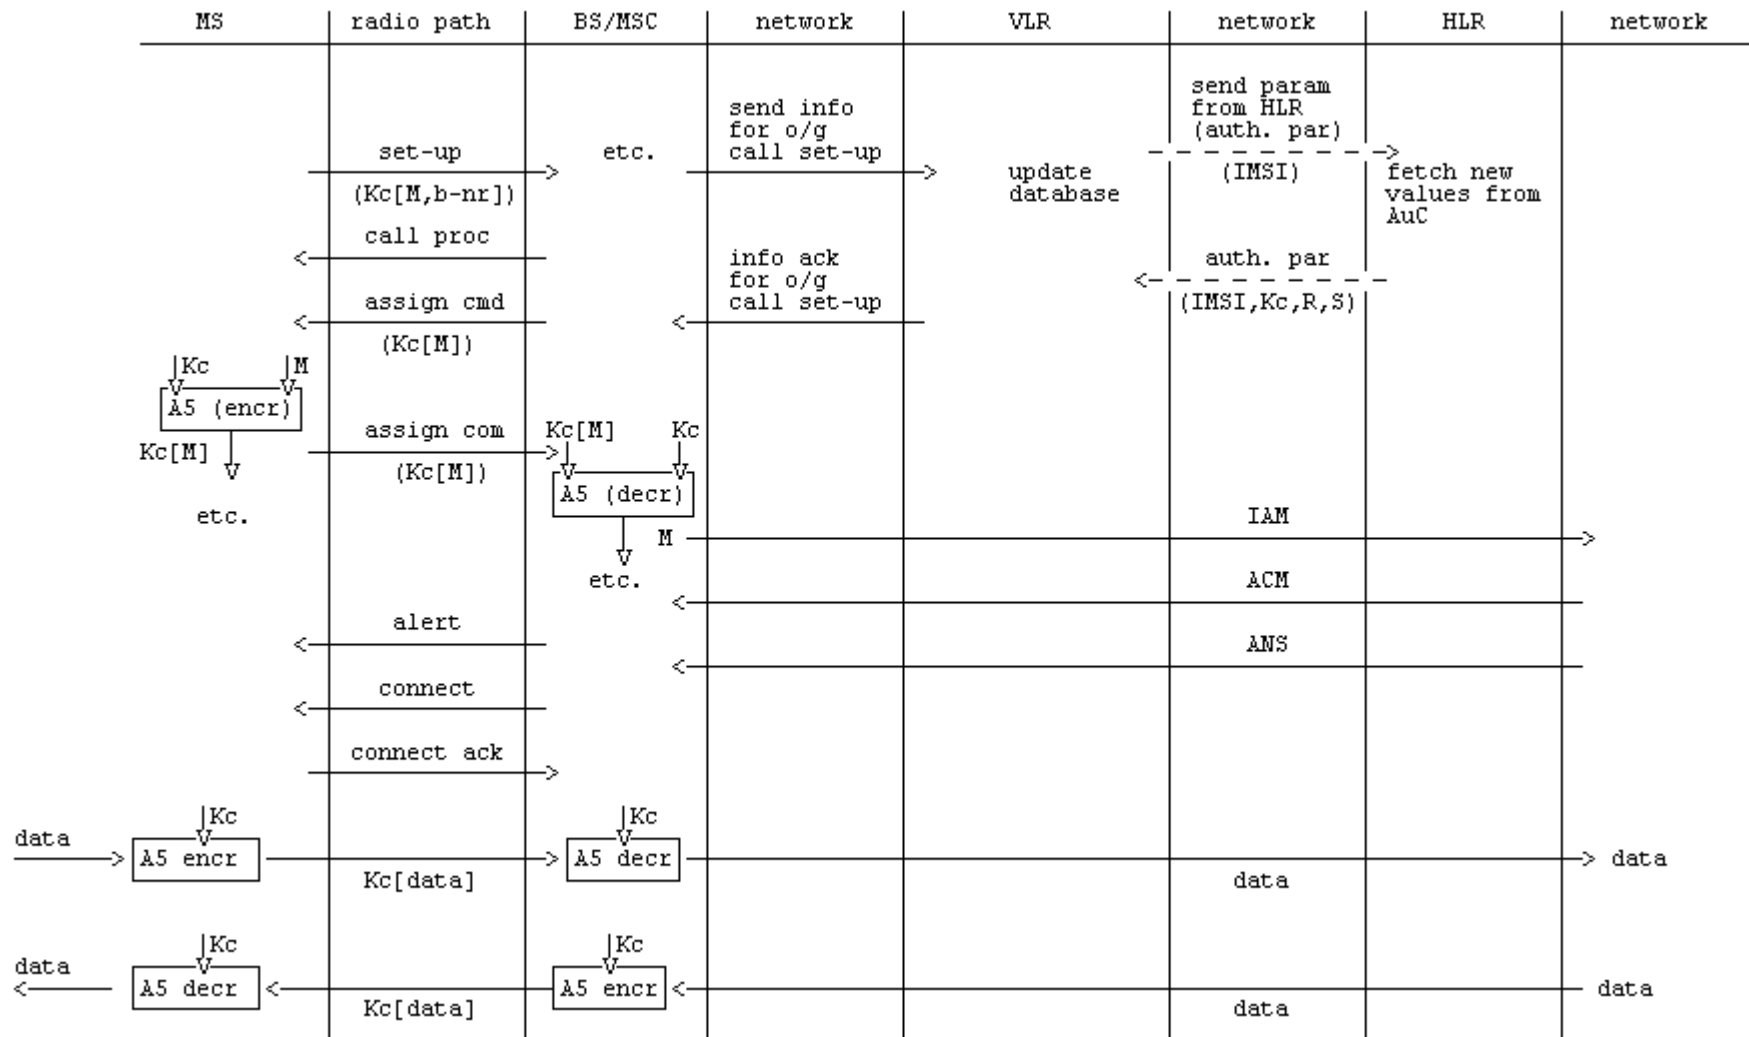 MS radio path BS/MSC network VLR network HLR network
send param
from HLR
(auth. par)
send info
for o/g
call set-up
set-up
etc.
(IMSI)
update
database
fetch new
values from
AuC
(Kc[M,b-nr])
call proc
info ack
for o/g
call set-up
auth. par
(IMSI,Kc,R,S)
assign cmd
(Kc[M])
Kc M
A5 (encr)
Kc[M]
etc.
assign com
(Kc[M])
Kc[M] Kc
A5 (decr)
M
etc.
IAM
ACM
alert
ANS
connect
connect ack
Kc Kc
data A5 encr A5 decr data
Kc[data] data
Kc Kc
data A5 decr A5 encr data
Kc[data] data